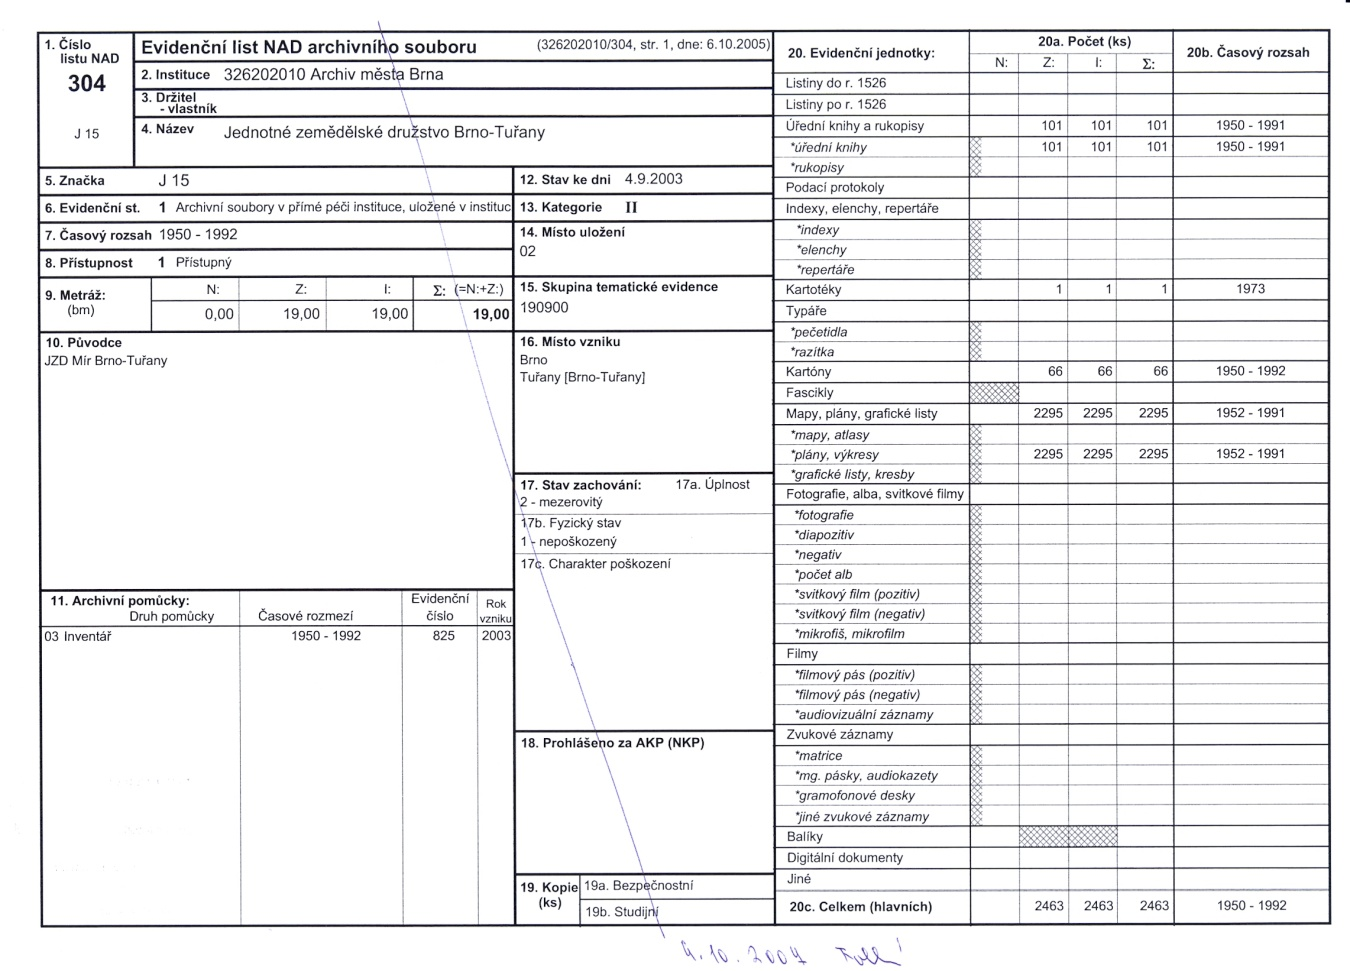 1. Číslo
listu NAD
304
J 15
Evidenční list NAD archivního souboru (326202010/304, str. 1, dne: 6.10.2005)
2. Instituce 326202010 Archiv města Brna
3. Držitel
- vlastník
4. Název Jednotné zemědělské družstvo Brno-Tuřany
5. Značka J 15
6. Evidenční st. 1 Archivní soubory v přímé péči instituce, uložené v instituc
7. Časový rozsah 1950 - 1992
8. Přístupnost 1 Přístupný
9. Metráž: N: Z: I: Σ: (=N:+Z:)
(bm) 0,00 19,00 19,00 19,00
10. Původce
JZD Mír Brno-Tuřany
11. Archivní pomůcky:
Druh pomůcky Časové rozmezí Evidenční číslo Rok vzniku
03 Inventář 1950 - 1992 825 2003
12. Stav ke dni 4.9.2003
13. Kategorie II
14. Místo uložení
02
15. Skupina tematické evidence
190900
16. Místo vzniku
Brno
Tuřany [Brno-Tuřany]
17. Stav zachování: 17a. Úplnost
2 - mezerovitý
17b. Fyzický stav
1 - nepoškozený
17c. Charakter poškození
18. Prohlášeno za AKP (NKP)
19. Kopie (ks)
19a. Bezpečnostní
19b. Studijní
20. Evidenční jednotky: 20a. Počet (ks) 20b. Časový rozsah
N: Z: I: Σ:
Listiny do r. 1526
Listiny po r. 1526
Úřední knihy a rukopisy 101 101 101 1950 - 1991
*úřední knihy 101 101 101 1950 - 1991
*rukopisy
Podací protokoly
Indexy, elenchy, repertáře
*indexy
*elenchy
*repertáře
Kartotéky 1 1 1 1973
Typáře
*pečetidla
*razítka
Kartóny 66 66 66 1950 - 1992
Fascikly
Mapy, plány, grafické listy 2295 2295 2295 1952 - 1991
*mapy, atlasy
*plány, výkresy 2295 2295 2295 1952 - 1991
*grafické listy, kresby
Fotografie, alba, svitkové filmy
*fotografie
*diapozitiv
*negativ
*počet alb
*svitkový film (pozitiv)
*svitkový film (negativ)
*mikrofiš, mikrofilm
Filmy
*filmový pás (pozitiv)
*filmový pás (negativ)
*audiovizuální záznamy
Zvukové záznamy
*matrice
*mg. pásky, audiokazety
*gramofonové desky
*jiné zvukové záznamy
Balíky
Digitální dokumenty
Jiné
20c. Celkem (hlavních) 2463 2463 2463 1950 - 1992
9.10.2007